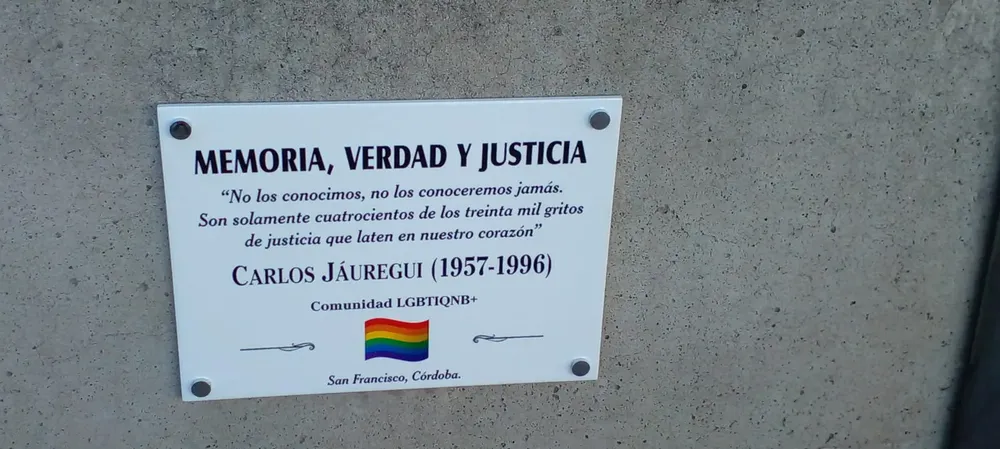 MEMORIA, VERDAD Y JUSTICIA
“No los conocimos, no los conoceremos jamás.
Son solamente cuatrocientos de los treinta mil gritos
de justicia que laten en nuestro corazón”
CARLOS JÁUREGUI (1957-1996)
Comunidad LGBTIQNB+
San Francisco, Córdoba.